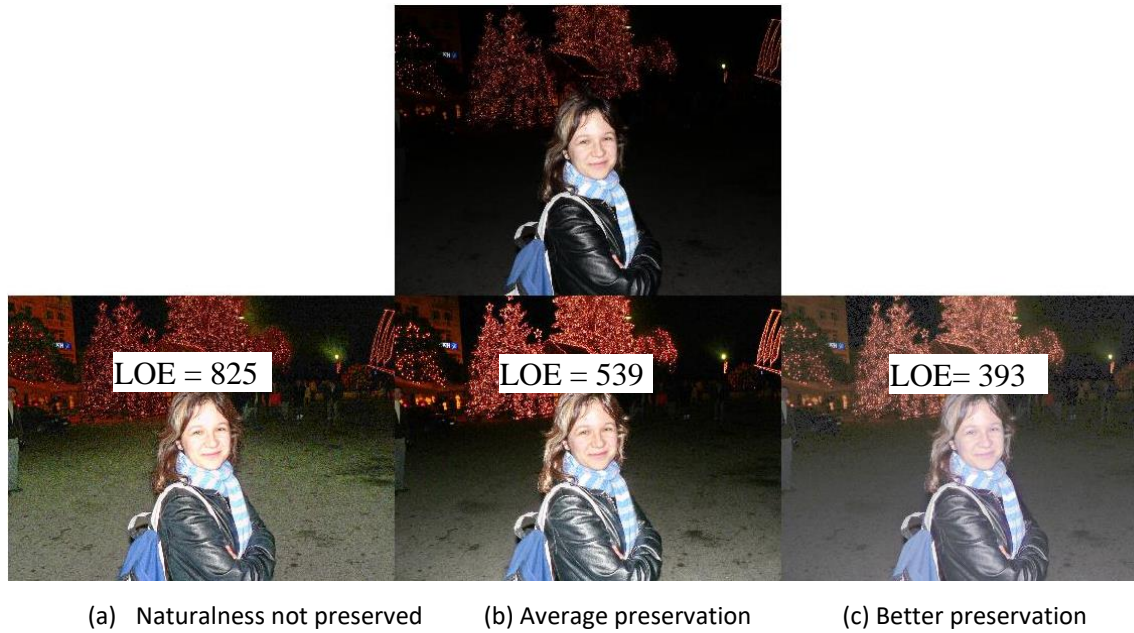 LOE = 825
LOE = 539
LOE= 393
(a) Naturalness not preserved
(b) Average preservation
(c) Better preservation